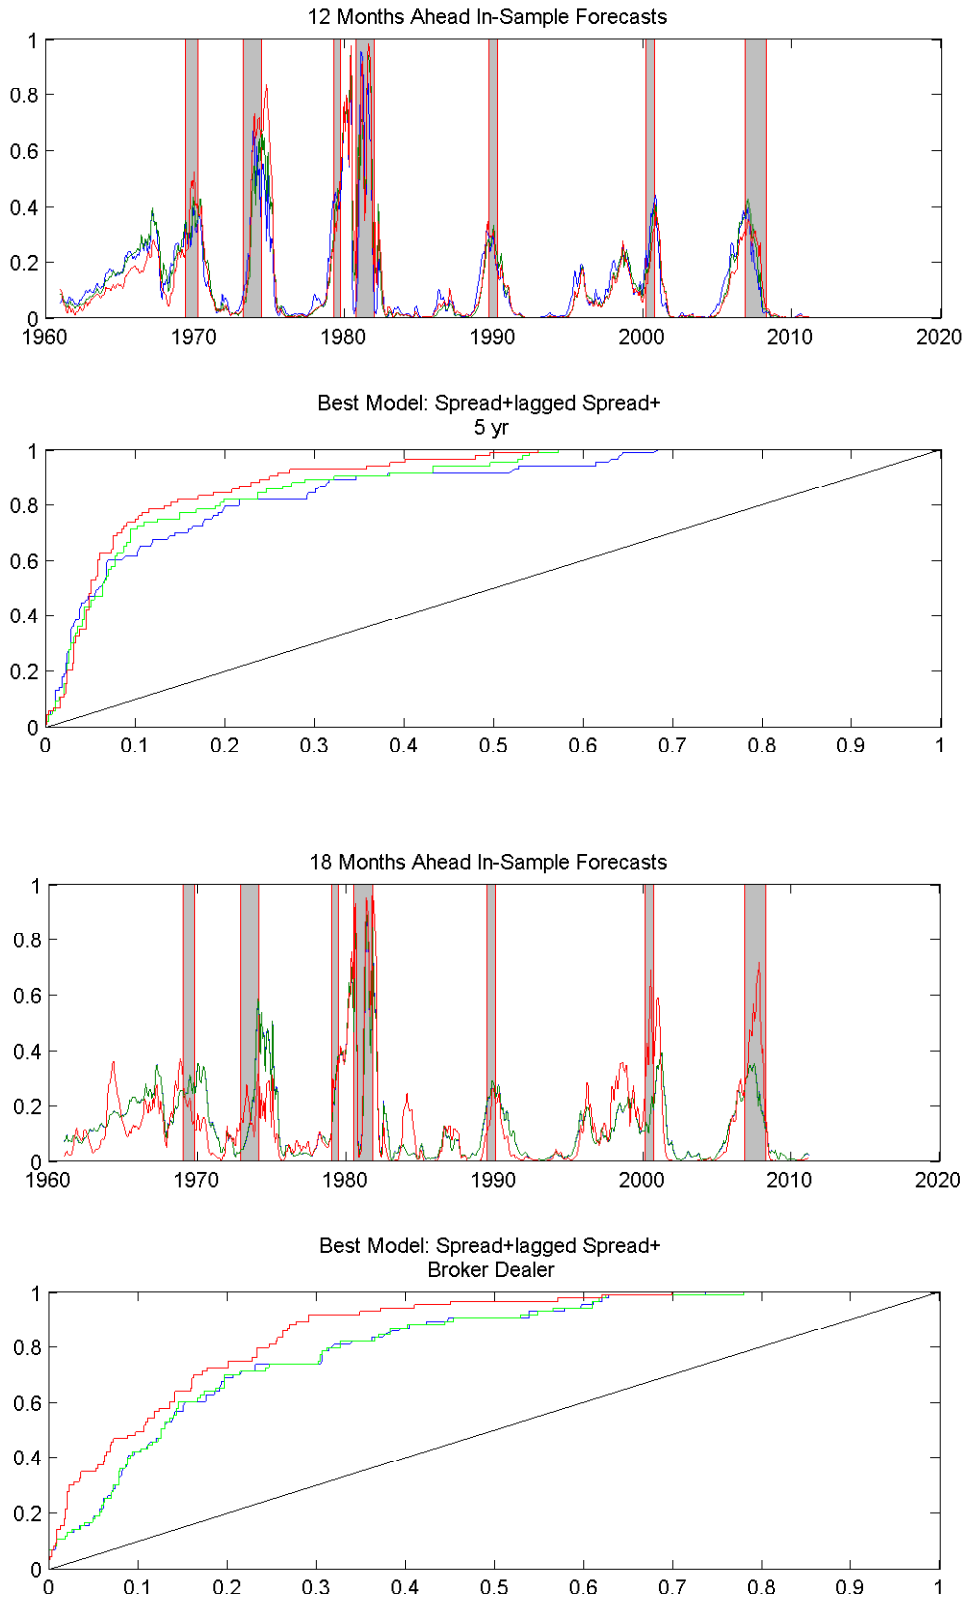 12 Months Ahead In-Sample Forecasts
1
0.8
0.6
0.4
0.2
0
1960 1970 1980 1990 2000 2010 2020
Best Model: Spread+lagged Spread+
5 yr
1
0.8
0.6
0.4
0.2
0
0 0.1 0.2 0.3 0.4 0.5 0.6 0.7 0.8 0.9 1
18 Months Ahead In-Sample Forecasts
1
0.8
0.6
0.4
0.2
0
1960 1970 1980 1990 2000 2010 2020
Best Model: Spread+lagged Spread+
Broker Dealer
1
0.8
0.6
0.4
0.2
0
0 0.1 0.2 0.3 0.4 0.5 0.6 0.7 0.8 0.9 1